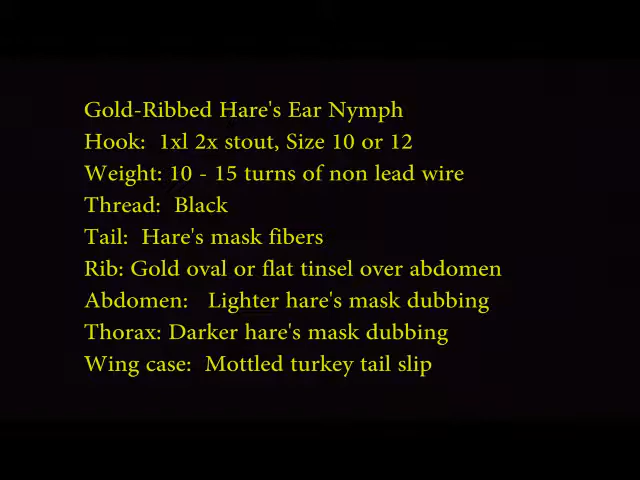 Gold-Ribbed Hare's Ear Nymph
Hook:  1xl 2x stout, Size 10 or 12
Weight: 10 - 15 turns of non lead wire
Thread:  Black
Tail:  Hare's mask fibers
Rib: Gold oval or flat tinsel over abdomen
Abdomen:   Lighter hare's mask dubbing
Thorax: Darker hare's mask dubbing
Wing case:  Mottled turkey tail slip